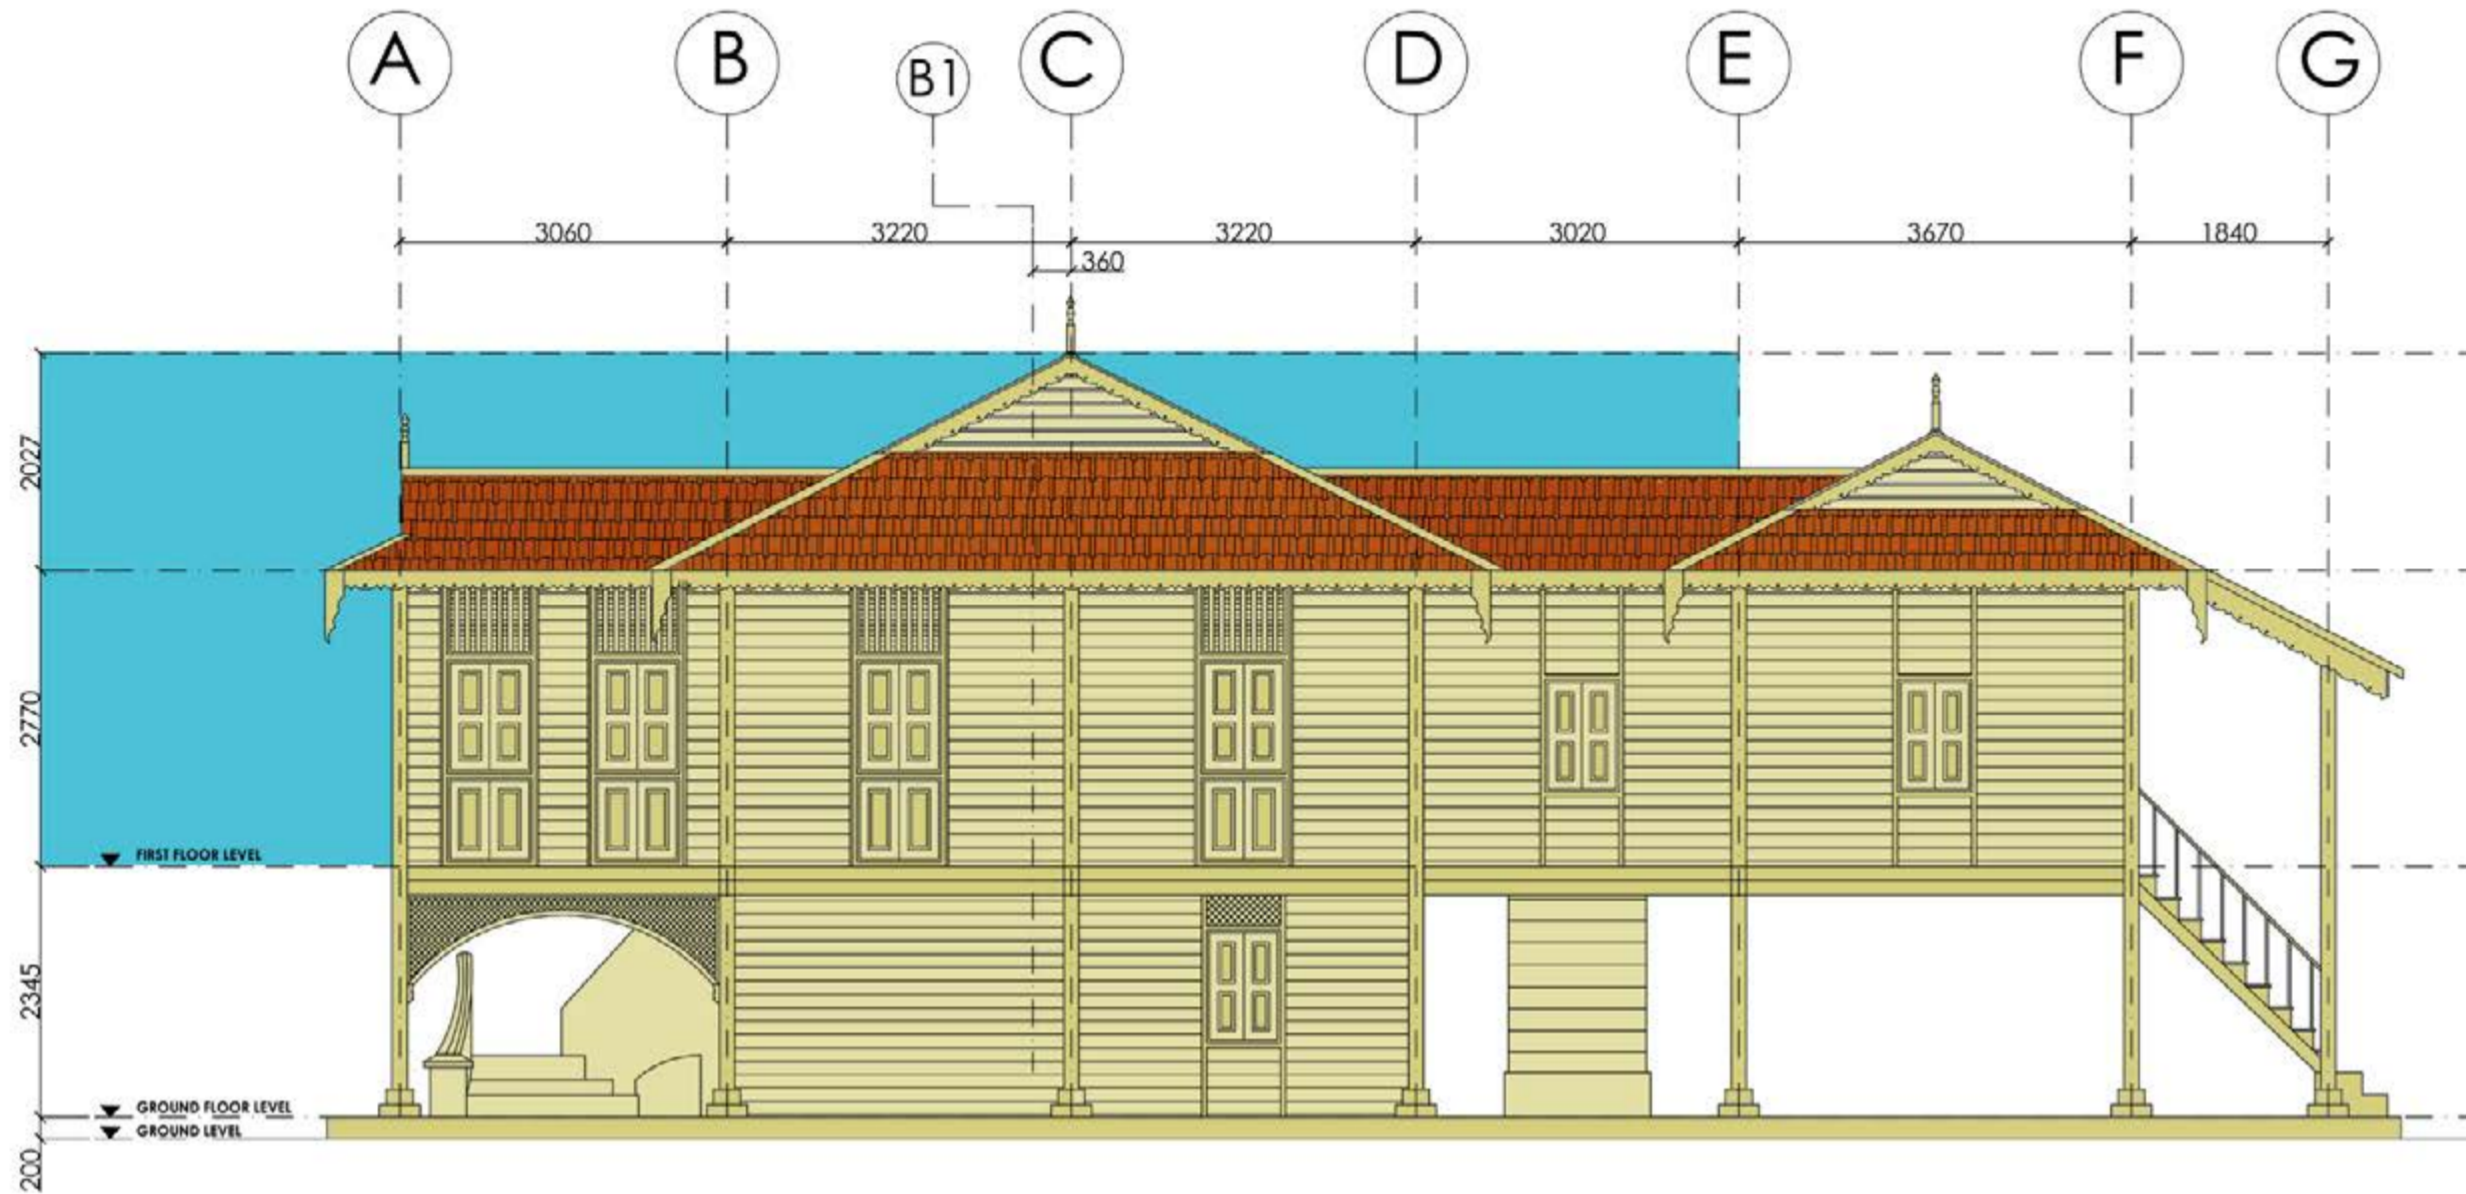 A
B
B1
C
D
E
F
G
3060
3220
3220
3020
3670
1840
360
2027
2770
FIRST FLOOR LEVEL
2345
GROUND FLOOR LEVEL
GROUND LEVEL
200